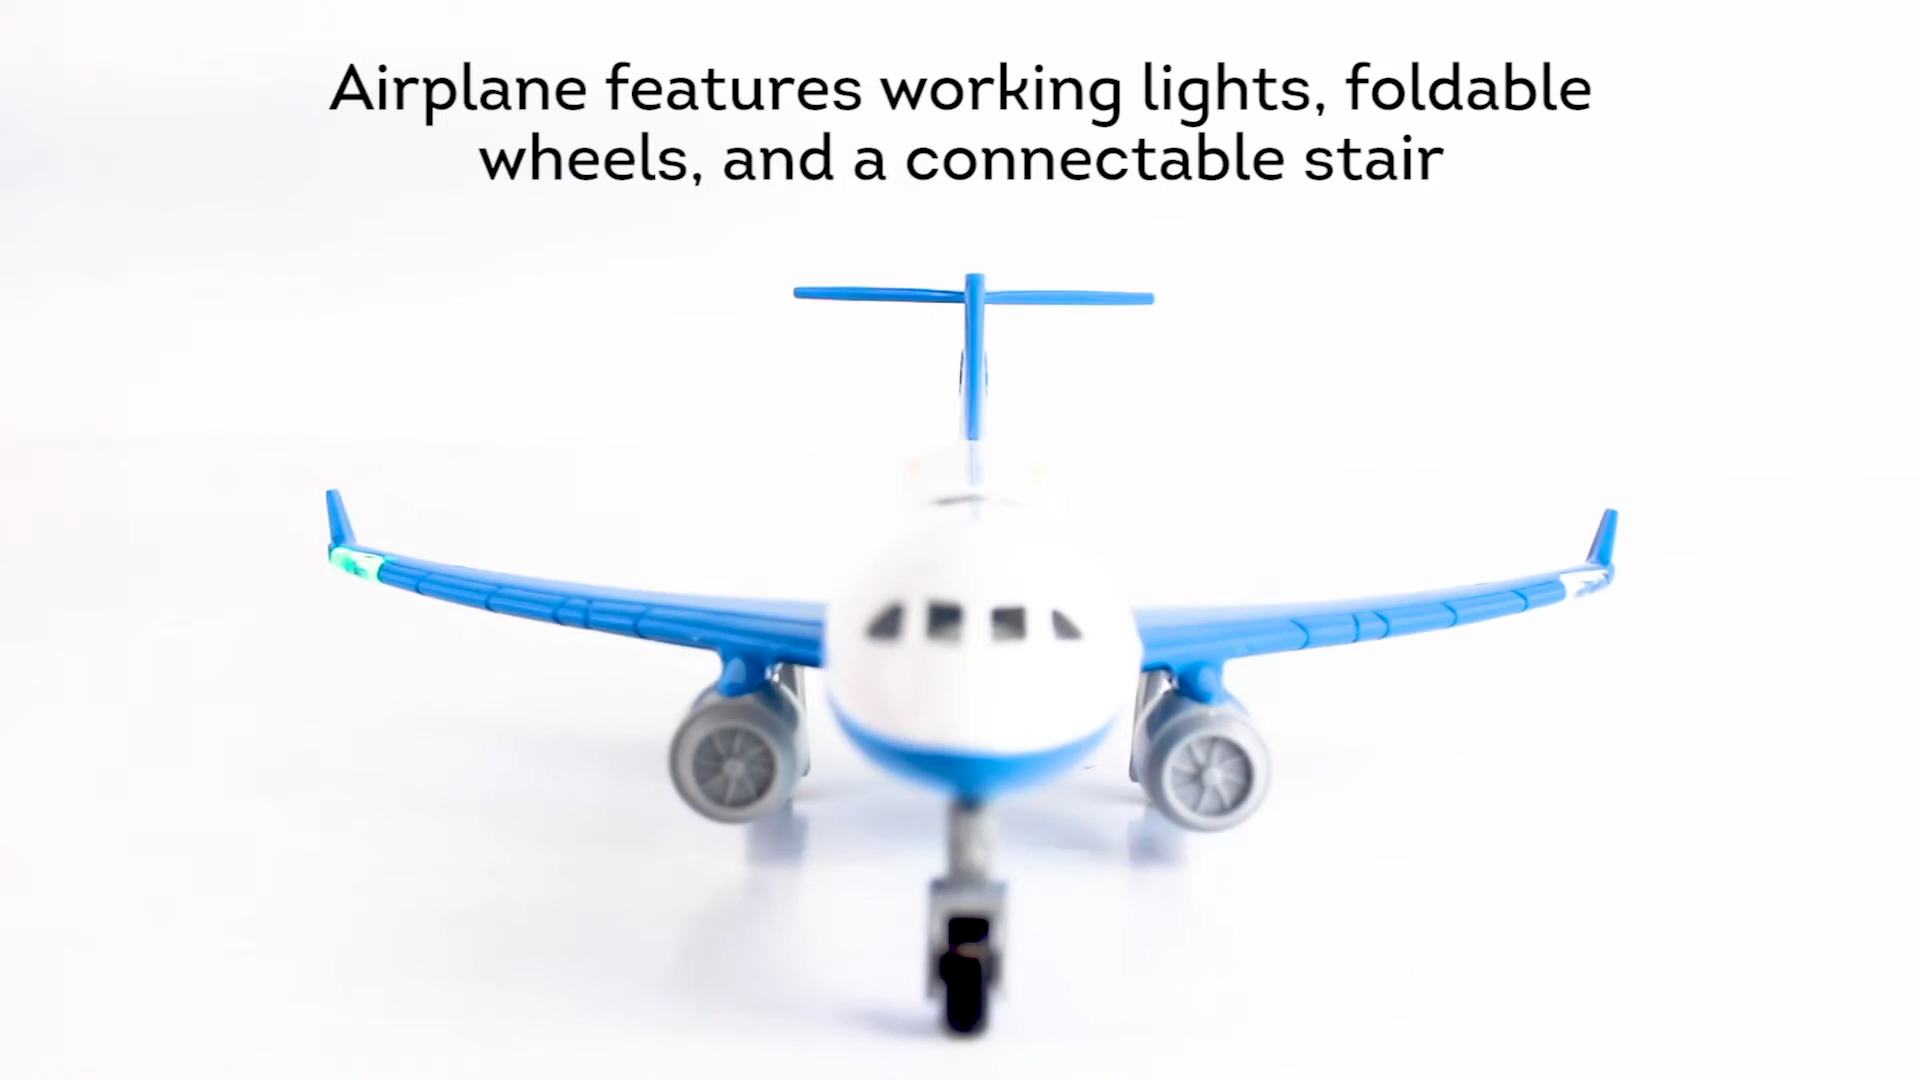 Airplane features working lights, foldable
wheels, and a connectable stair